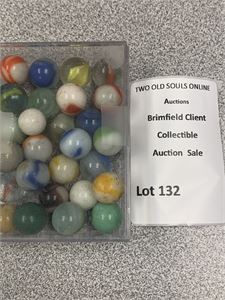 TWO OLD SOULS ONLINE
Auctions
Brimfield Client
Collectible
Auction Sale
Lot 132